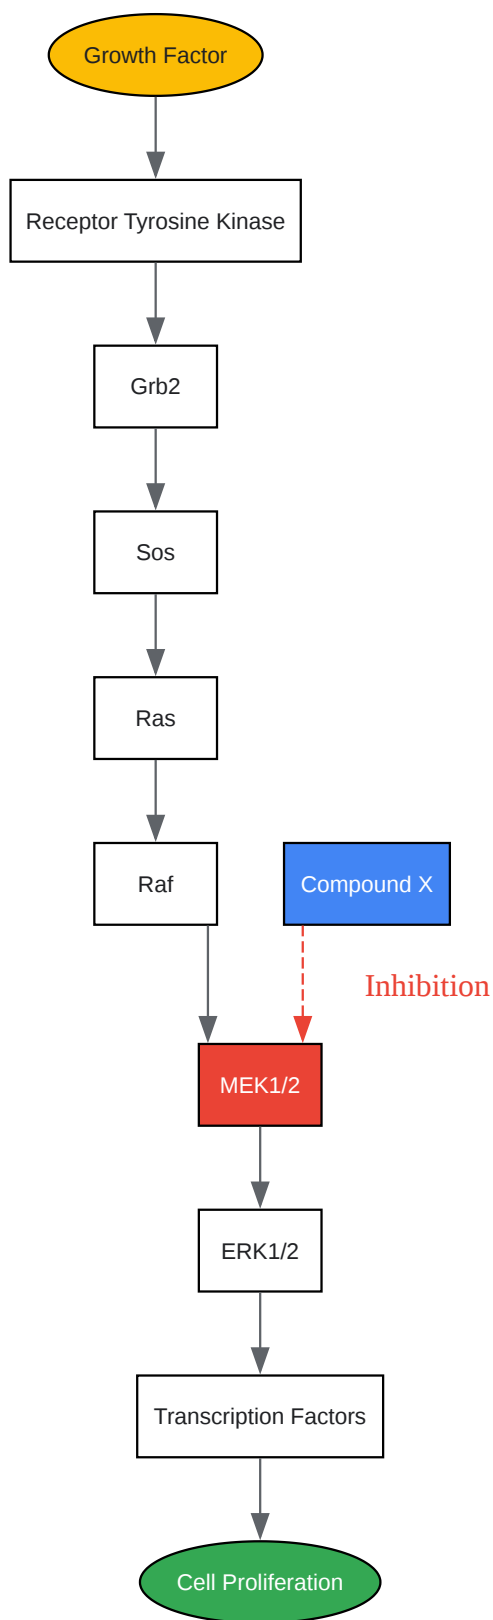 Growth Factor
Receptor Tyrosine Kinase
Grb2
Sos
Ras
Raf
Compound X
Inhibition
MEK1/2
ERK1/2
Transcription Factors
Cell Proliferation